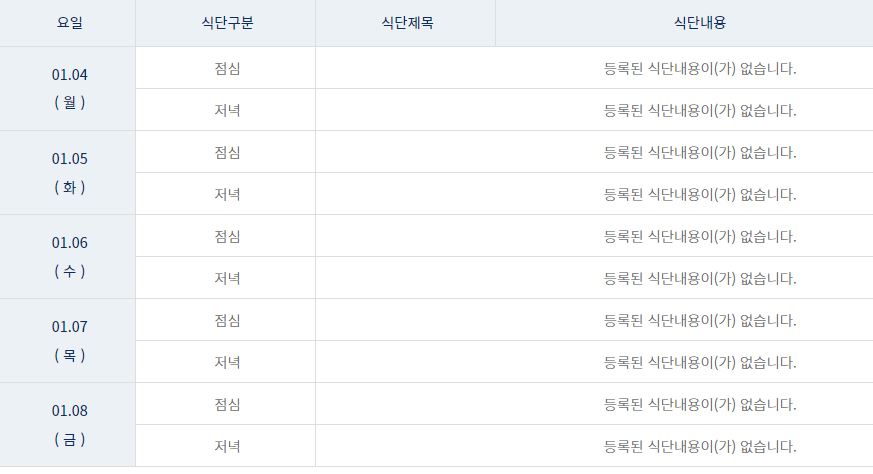 요일 식단구분 식단제목 식단내용
01.04
( 월 )
점심 등록된 식단내용이(가) 없습니다.
저녁 등록된 식단내용이(가) 없습니다.
01.05
( 화 )
점심 등록된 식단내용이(가) 없습니다.
저녁 등록된 식단내용이(가) 없습니다.
01.06
( 수 )
점심 등록된 식단내용이(가) 없습니다.
저녁 등록된 식단내용이(가) 없습니다.
01.07
( 목 )
점심 등록된 식단내용이(가) 없습니다.
저녁 등록된 식단내용이(가) 없습니다.
01.08
( 금 )
점심 등록된 식단내용이(가) 없습니다.
저녁 등록된 식단내용이(가) 없습니다.